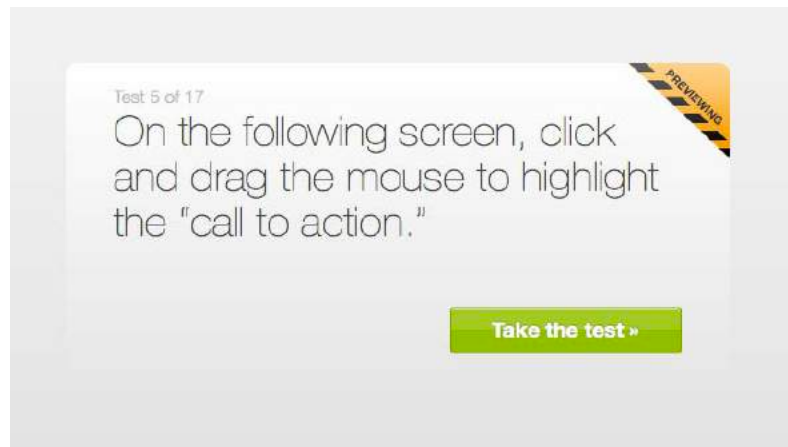 Test 5 of 17
PREVIEWING
On the following screen, click
and drag the mouse to highlight
the "call to action."
Take the test »